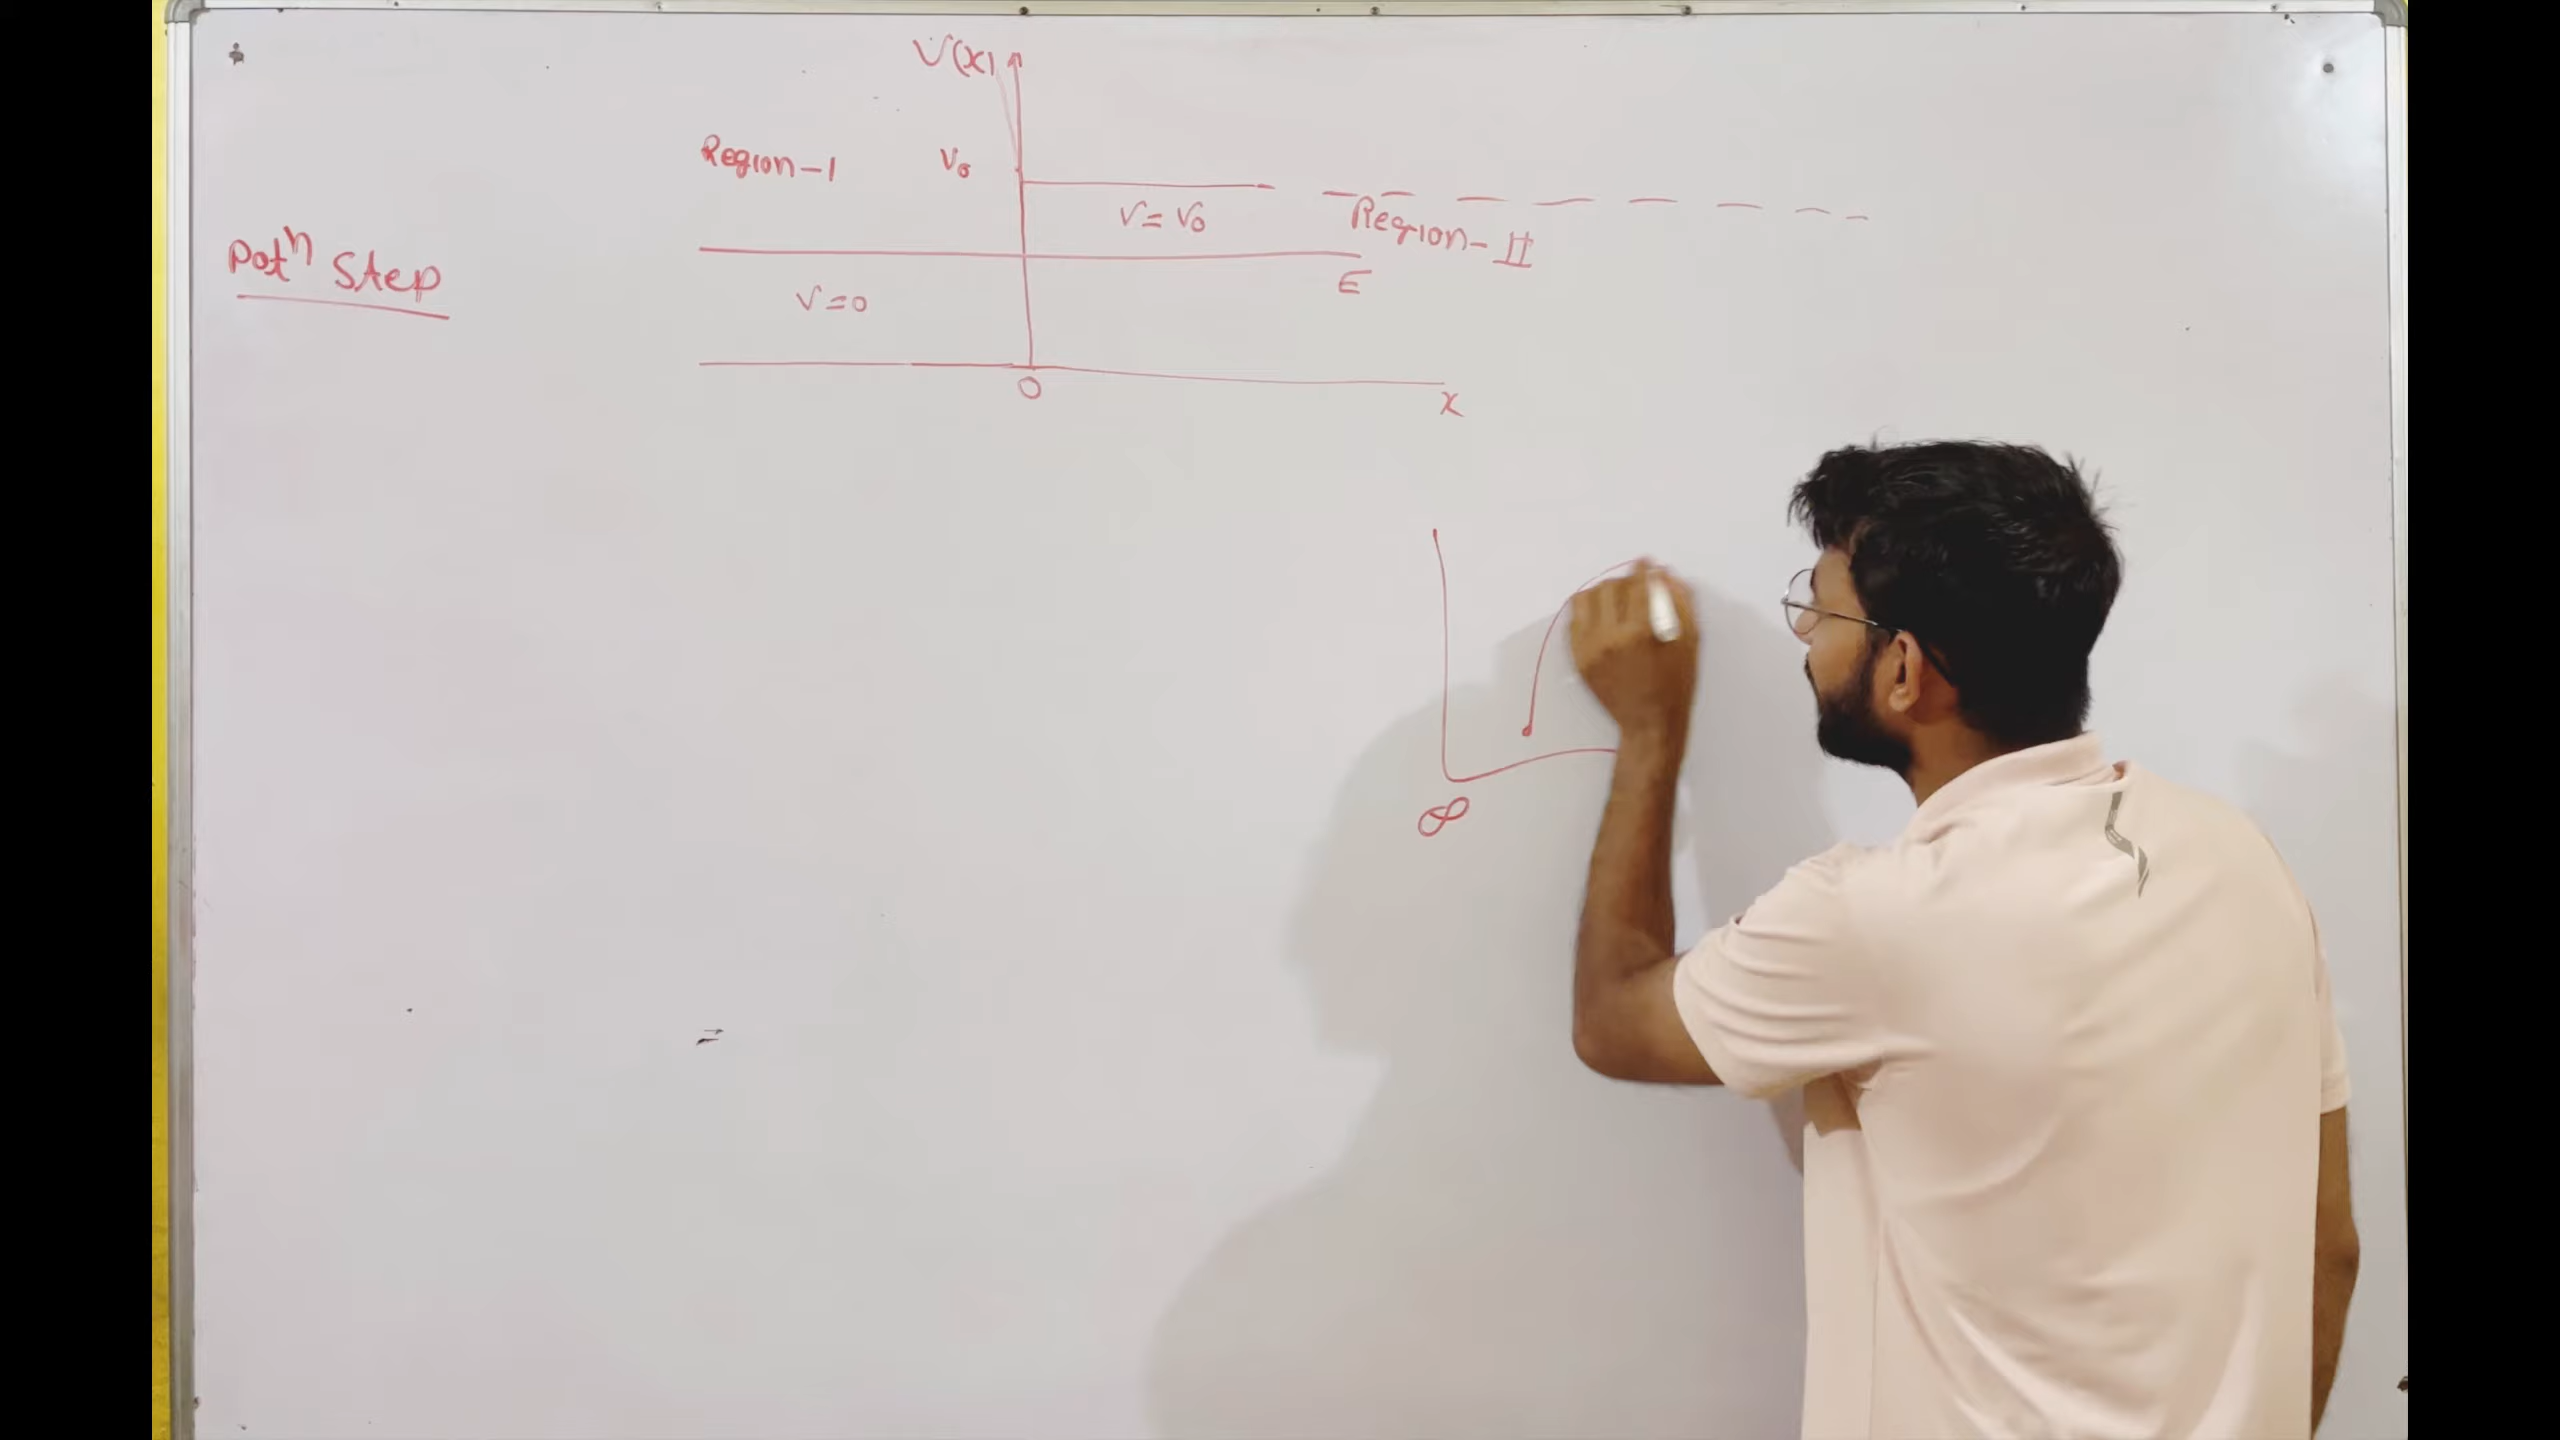 V(x)
Region-1
V₀
V = V₀
Region-II
Potⁿ Step
E
V = 0
0
x
∞